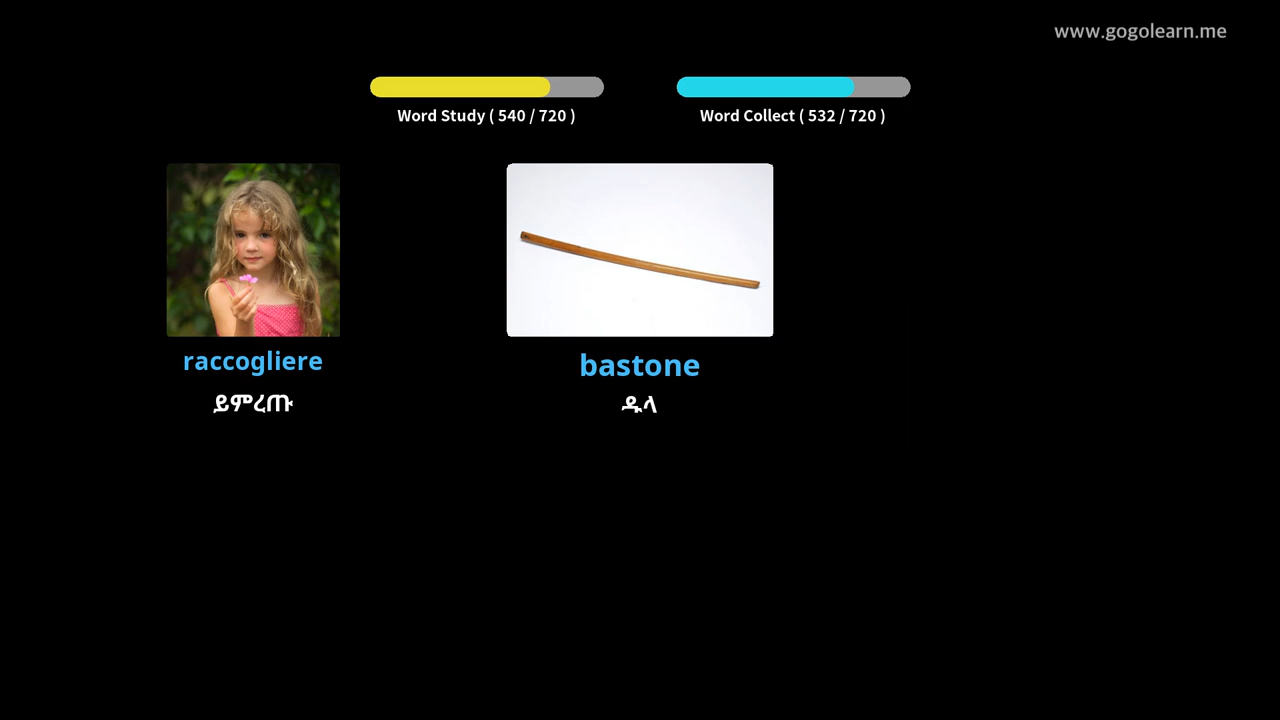 www.gogolearn.me
Word Study ( 540 / 720 )
Word Collect ( 532 / 720 )
raccogliere
ይምረጡ
bastone
ዱላ